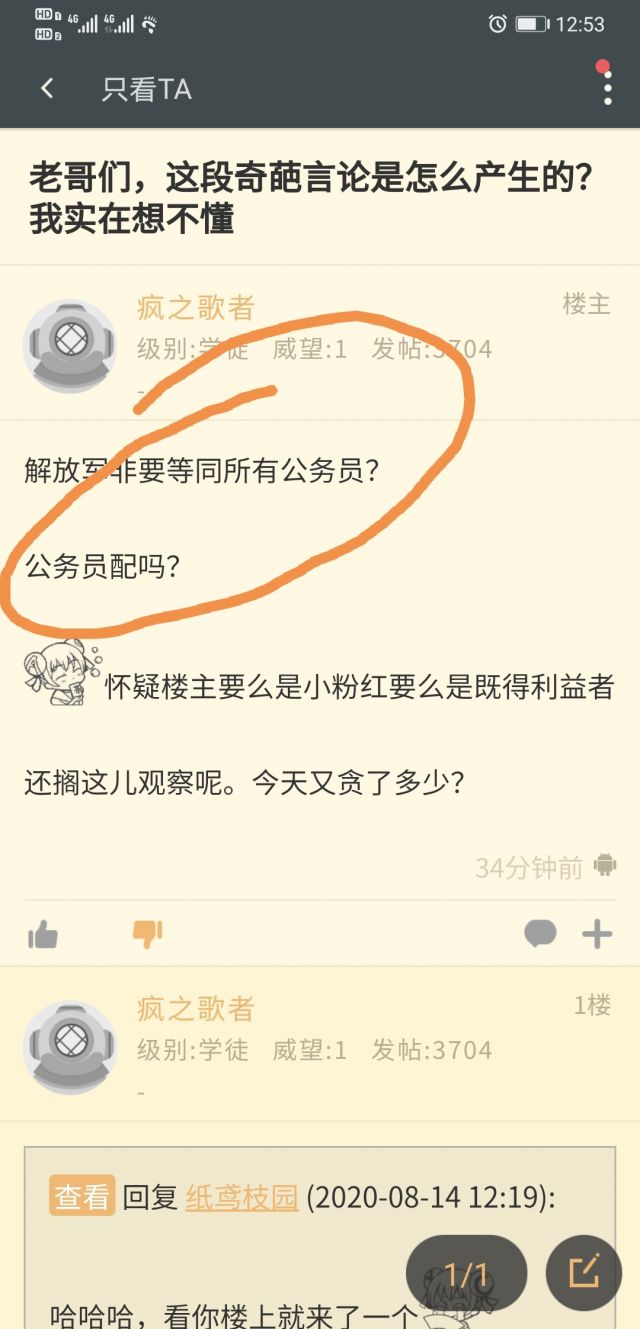 HD 1 4G 4G
HD 2
12:53
只看TA
老哥们，这段奇葩言论是怎么产生的？
我实在想不懂
疯之歌者
楼主
级别:学徒 威望:1 发帖:3704
-
解放军非要等同所有公务员？
公务员配吗？
怀疑楼主要么是小粉红要么是既得利益者
还搁这儿观察呢。今天又贪了多少？
34分钟前
疯之歌者
1楼
级别:学徒 威望:1 发帖:3704
-
查看 回复 纸鸢枝园 (2020-08-14 12:19):
1/1
哈哈哈，看你楼上就来了一个